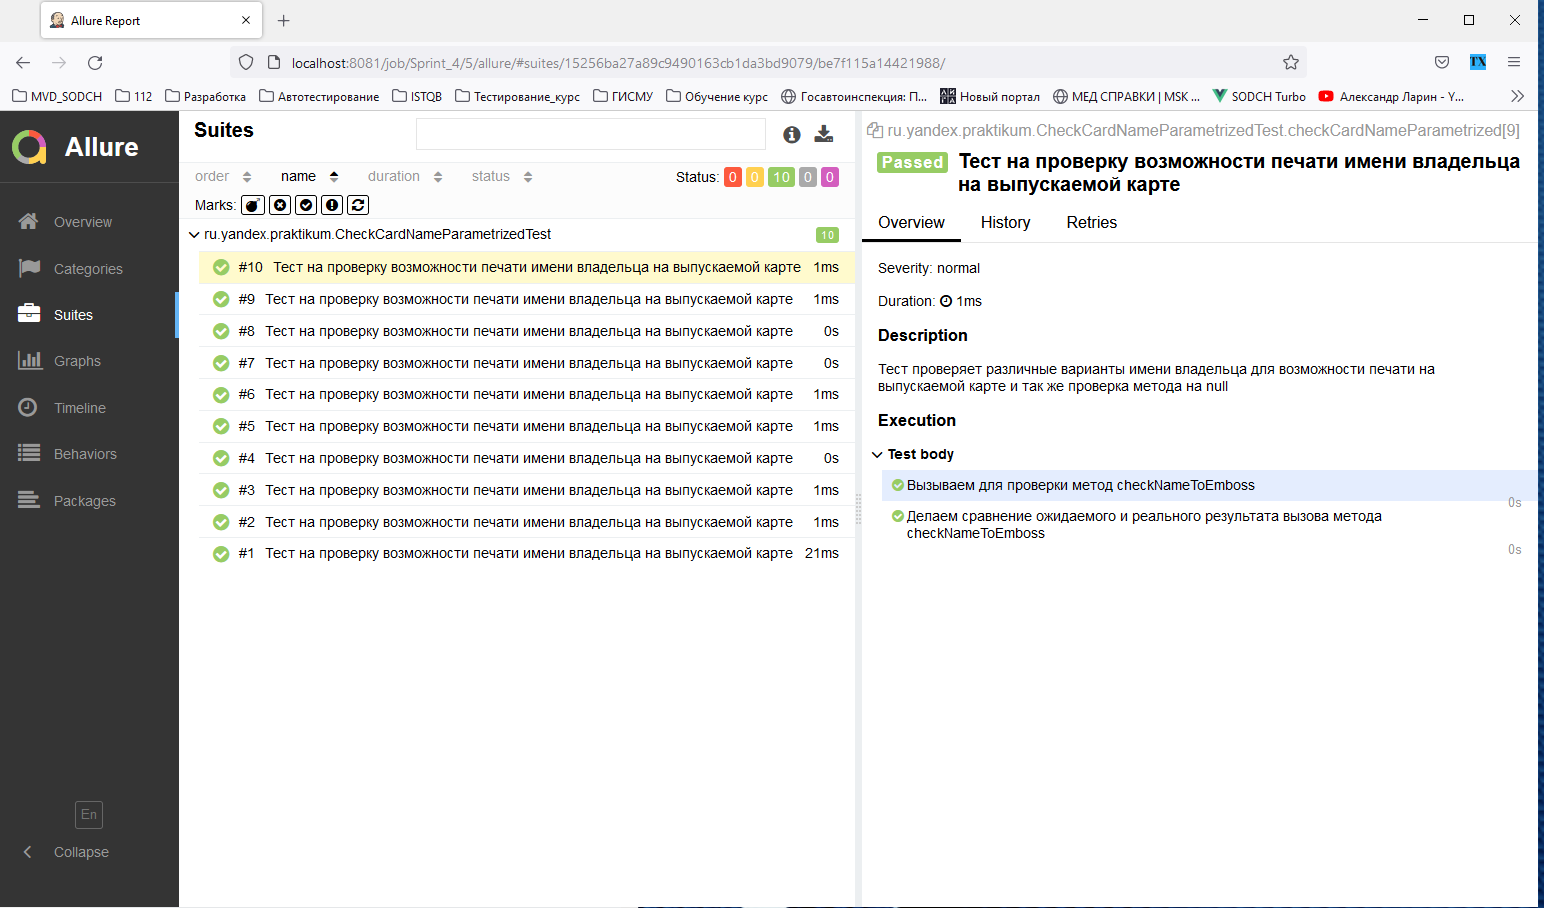 Allure Report
localhost:8081/job/Sprint_4/5/allure/#suites/15256ba27a89c9490163cb1da3bd9079/be7f115a14421988/
TX
MVD_SODCH 112 Разработка Автотестирование ISTQB Тестирование_курс ГИСМУ Обучение курс Госавтоинспекция: П... Новый портал МЕД СПРАВКИ | MSK ... SODCH Turbo Александр Ларин - Y...
Allure
Overview
Categories
Suites
Graphs
Timeline
Behaviors
Packages
En
Collapse
Suites
order name duration status Status: 0 0 10 0 0
Marks:
ru.yandex.praktikum.CheckCardNameParametrizedTest 10
#10 Тест на проверку возможности печати имени владельца на выпускаемой карте 1ms
#9 Тест на проверку возможности печати имени владельца на выпускаемой карте 1ms
#8 Тест на проверку возможности печати имени владельца на выпускаемой карте 0s
#7 Тест на проверку возможности печати имени владельца на выпускаемой карте 0s
#6 Тест на проверку возможности печати имени владельца на выпускаемой карте 1ms
#5 Тест на проверку возможности печати имени владельца на выпускаемой карте 1ms
#4 Тест на проверку возможности печати имени владельца на выпускаемой карте 0s
#3 Тест на проверку возможности печати имени владельца на выпускаемой карте 1ms
#2 Тест на проверку возможности печати имени владельца на выпускаемой карте 1ms
#1 Тест на проверку возможности печати имени владельца на выпускаемой карте 21ms
ru.yandex.praktikum.CheckCardNameParametrizedTest.checkCardNameParametrized[9]
Passed Тест на проверку возможности печати имени владельца
на выпускаемой карте
Overview History Retries
Severity: normal
Duration: 1ms
Description
Тест проверяет различные варианты имени владельца для возможности печати на
выпускаемой карте и так же проверка метода на null
Execution
Test body
Вызываем для проверки метод checkNameToEmboss
0s
Делаем сравнение ожидаемого и реального результата вызова метода
checkNameToEmboss
0s